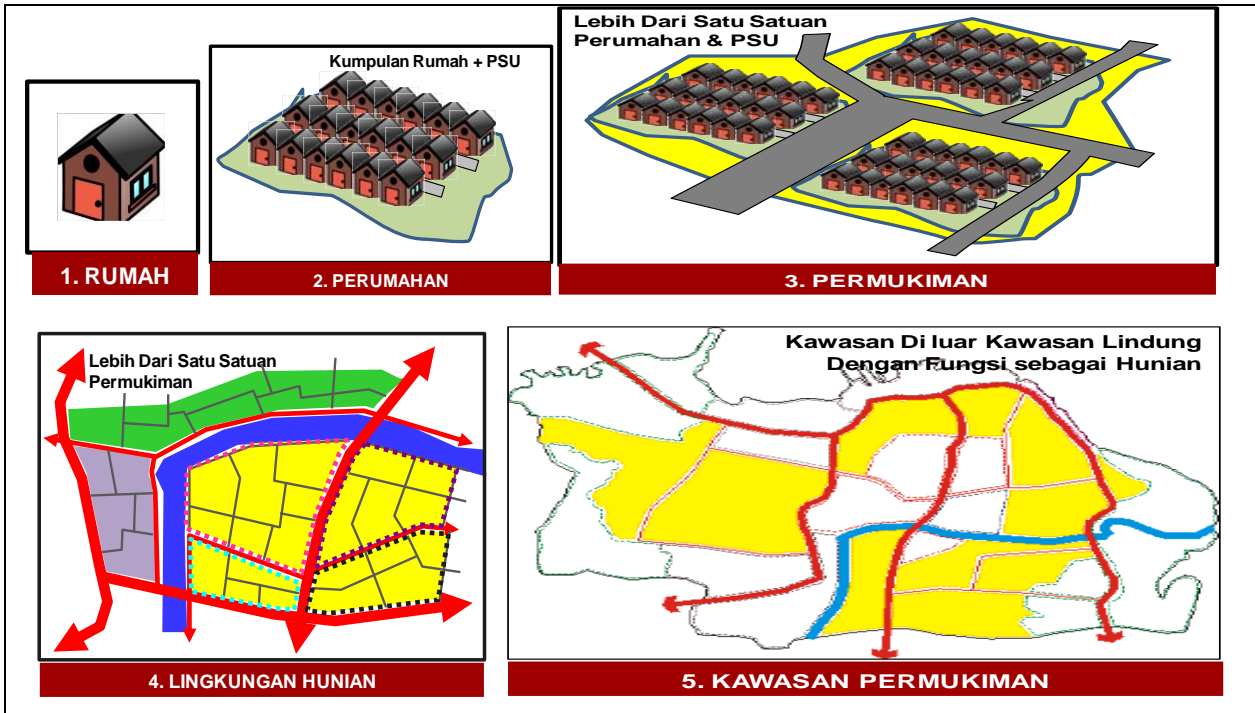 1. RUMAH
Kumpulan Rumah + PSU
2. PERUMAHAN
Lebih Dari Satu Satuan
Perumahan & PSU
3. PERMUKIMAN
Lebih Dari Satu Satuan
Permukiman
4. LINGKUNGAN HUNIAN
Kawasan Di luar Kawasan Lindung
Dengan Fungsi sebagai Hunian
5. KAWASAN PERMUKIMAN